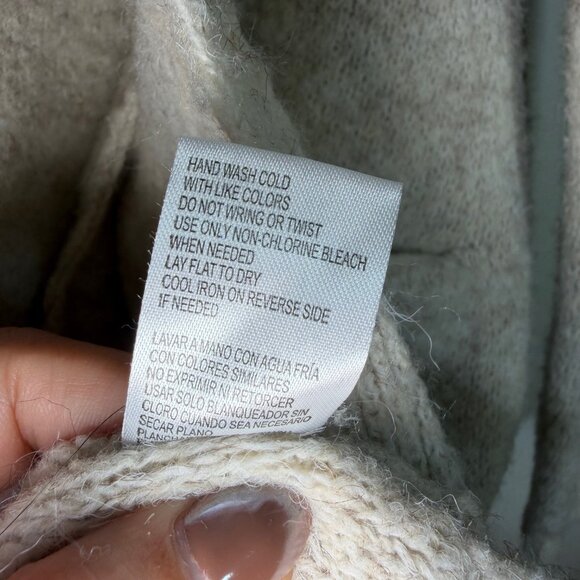 HAND WASH COLD
WITH LIKE COLORS
DO NOT WRING OR TWIST
USE ONLY NON-CHLORINE BLEACH
WHEN NEEDED
LAY FLAT TO DRY
COOL IRON ON REVERSE SIDE
IF NEEDED
LAVAR A MANO CON AGUA FRÍA
CON COLORES SIMILARES
NO EXPRIMIR NI RETORCER
USAR SOLO BLANQUEADOR SIN
CLORO CUANDO SEA NECESARIO
SECAR PLANO